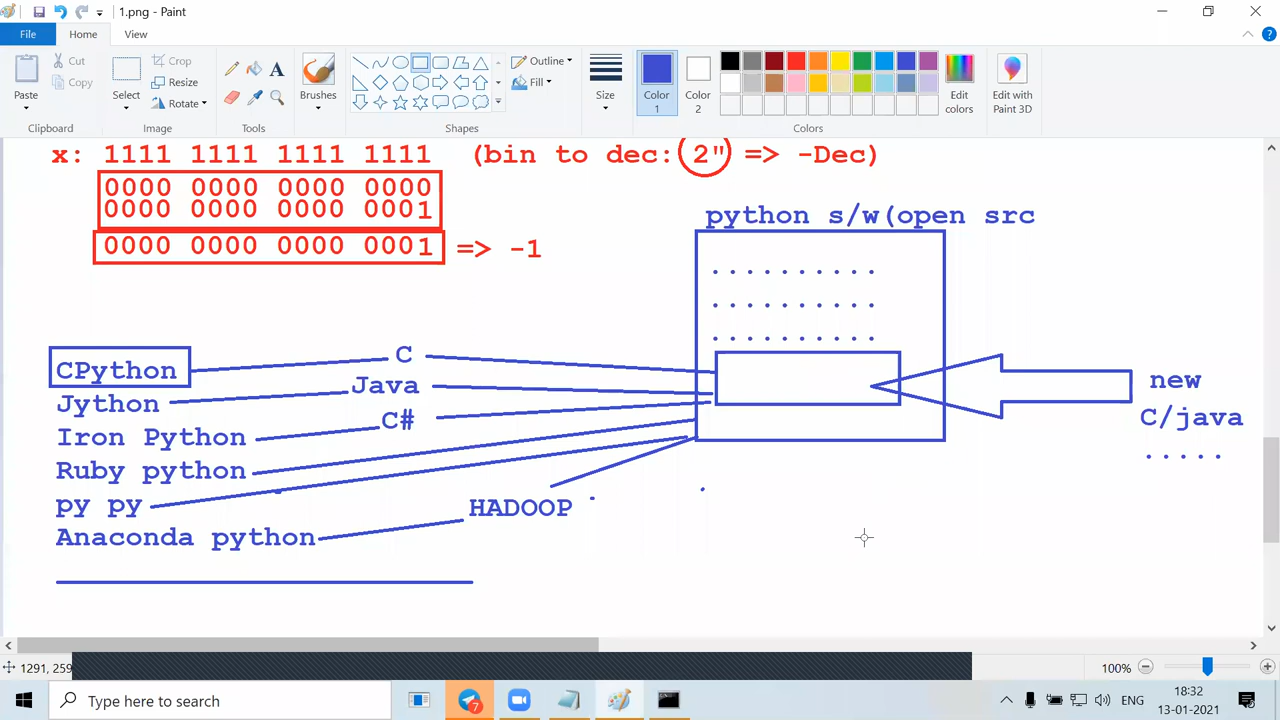 1.png - Paint
File Home View
Paste
Cut
Copy
Clipboard
Select
Crop
Resize
Rotate
Image
A
Tools
Brushes
Outline
Fill
Shapes
Size
Color 1
Color 2
Edit colors
Colors
Edit with Paint 3D
x: 1111 1111 1111 1111 (bin to dec: 2" => -Dec)
0000 0000 0000 0000
0000 0000 0000 0001
0000 0000 0000 0001 => -1
python s/w(open src
. . . . . . . . . .
. . . . . . . . . .
. . . . . . . . . .
CPython C
Jython Java
Iron Python C#
Ruby python
py py
Anaconda python HADOOP
new
C/java
. . . . .
1291, 259
100%
Type here to search
7
ENG
18:32
13-01-2021